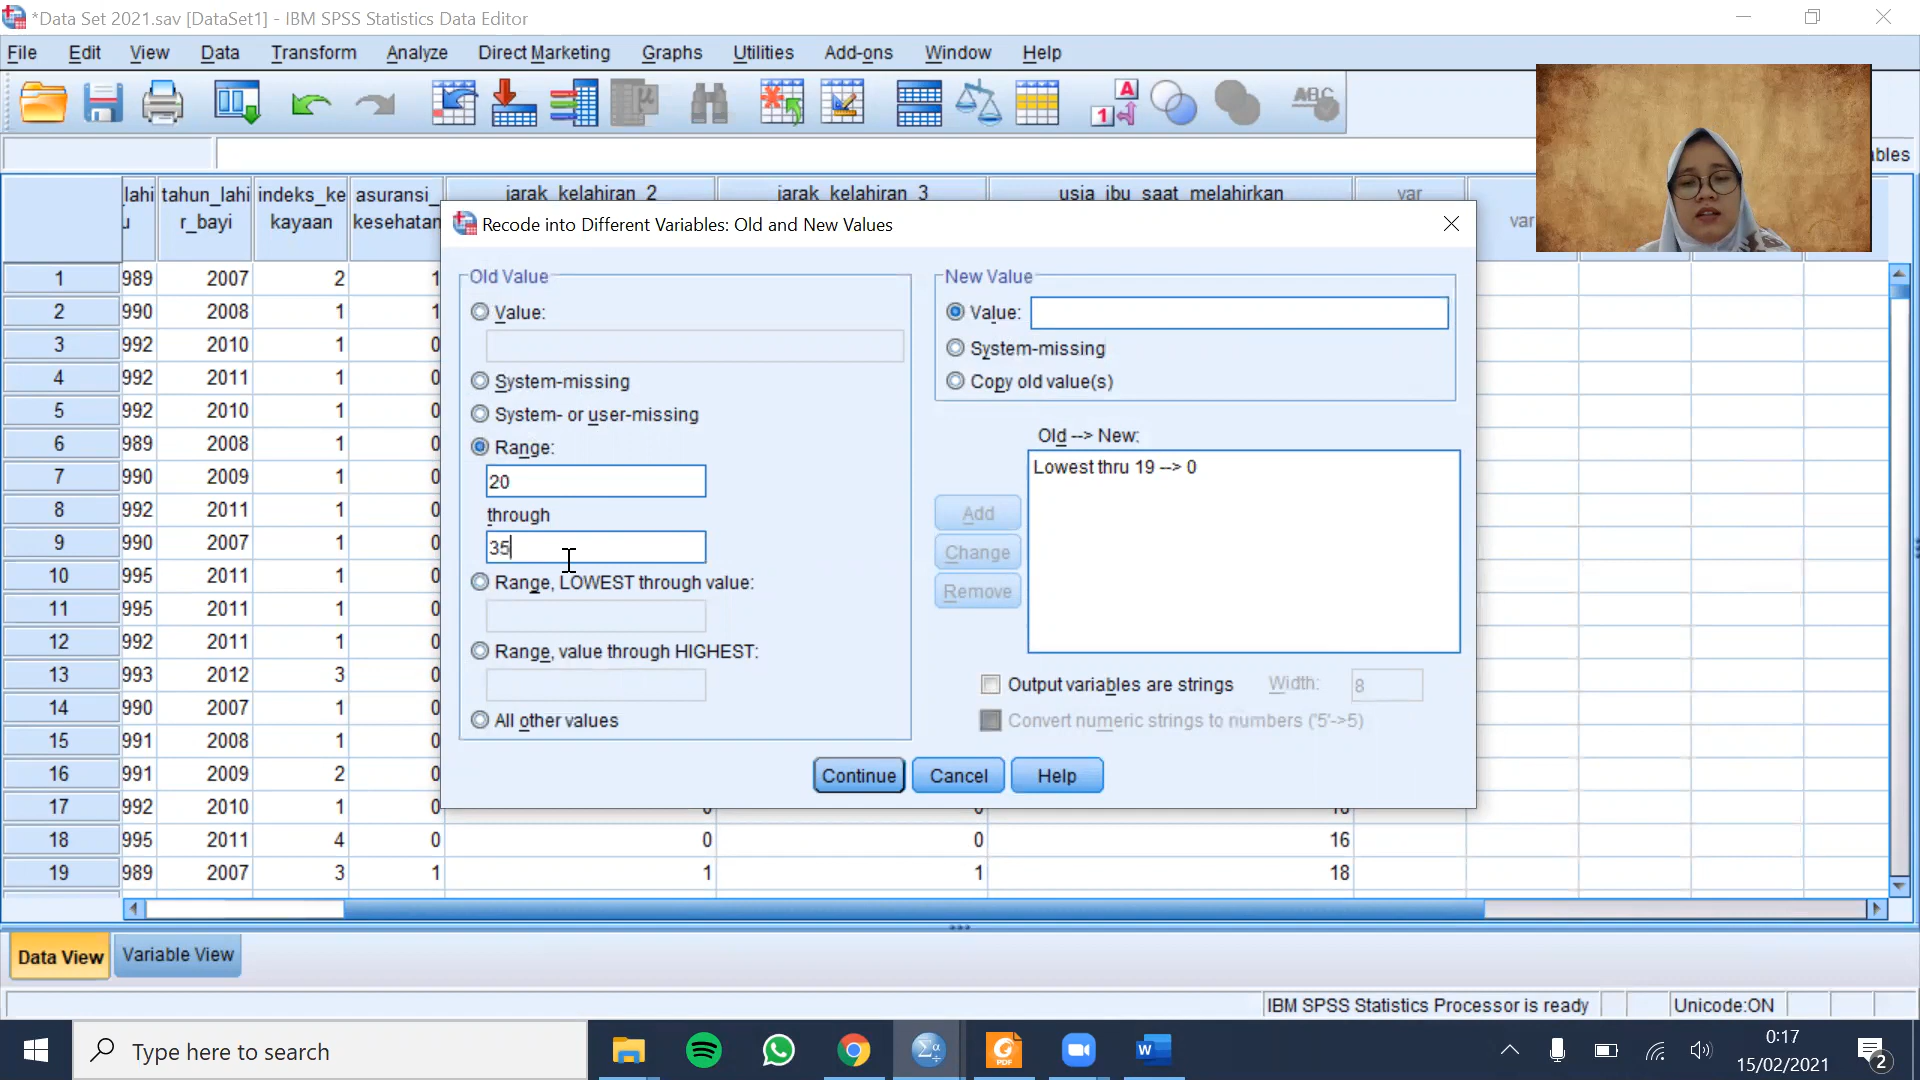 *Data Set 2021.sav [DataSet1] - IBM SPSS Statistics Data Editor
File Edit View Data Transform Analyze Direct Marketing Graphs Utilities Add-ons Window Help
tahun_lahi
r_bayi
indeks_ke
kayaan
asuransi_
kesehatan
jarak_kelahiran_2
jarak_kelahiran_3
usia_ibu_saat_melahirkan
var
Recode into Different Variables: Old and New Values
Old Value
Value:
System-missing
System- or user-missing
Range:
20
through
35
Range, LOWEST through value:
Range, value through HIGHEST:
All other values
New Value
Value:
System-missing
Copy old value(s)
Old --> New:
Lowest thru 19 --> 0
Add
Change
Remove
Output variables are strings Width: 8
Convert numeric strings to numbers ('5'->5)
Continue Cancel Help
1 989 2007 2 1
2 990 2008 1 1
3 992 2010 1 0
4 992 2011 1 0
5 992 2010 1 0
6 989 2008 1 0
7 990 2009 1 0
8 992 2011 1 0
9 990 2007 1 0
10 995 2011 1 0
11 995 2011 1 0
12 992 2011 1 0
13 993 2012 3 0
14 990 2007 1 0
15 991 2008 1 0
16 991 2009 2 0
17 992 2010 1 0
18 995 2011 4 0 0 0 16
19 989 2007 3 1 1 1 18
Data View Variable View
IBM SPSS Statistics Processor is ready Unicode:ON
Type here to search
0:17
15/02/2021
2